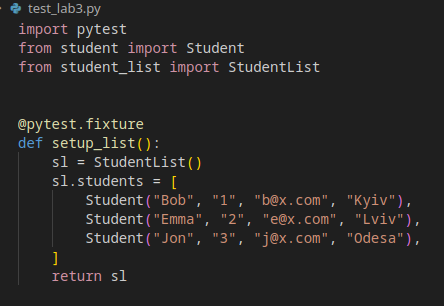 test_lab3.py
import pytest
from student import Student
from student_list import StudentList
@pytest.fixture
def setup_list():
    sl = StudentList()
    sl.students = [
        Student("Bob", "1", "b@x.com", "Kyiv"),
        Student("Emma", "2", "e@x.com", "Lviv"),
        Student("Jon", "3", "j@x.com", "Odesa"),
    ]
    return sl